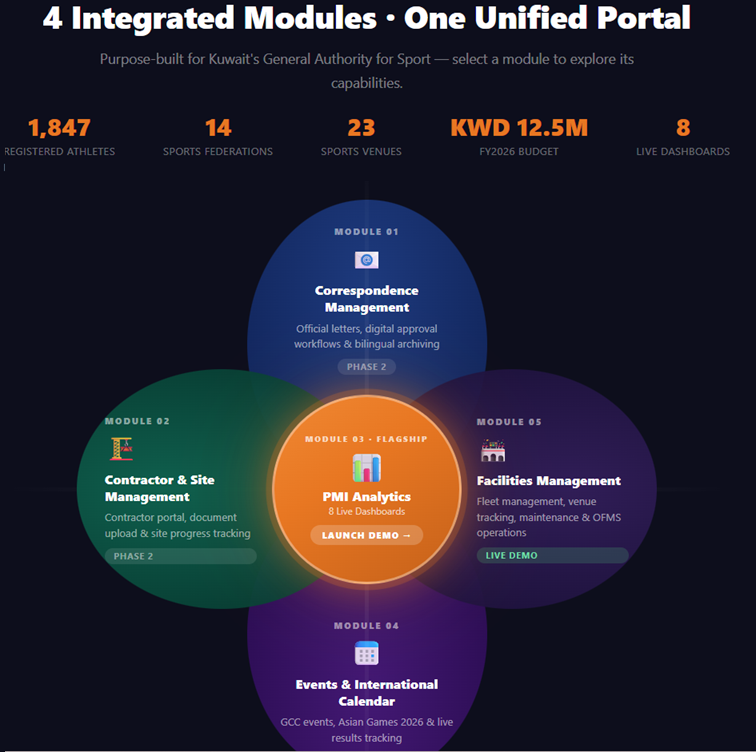 4 Integrated Modules · One Unified Portal
Purpose-built for Kuwait's General Authority for Sport — select a module to explore its
capabilities.
1,847
14
23
KWD 12.5M
8
REGISTERED ATHLETES
SPORTS FEDERATIONS
SPORTS VENUES
FY2026 BUDGET
LIVE DASHBOARDS
MODULE 01
Correspondence
Management
Official letters, digital approval
workflows & bilingual archiving
PHASE 2
MODULE 02
Contractor & Site
Management
Contractor portal, document
upload & site progress tracking
PHASE 2
MODULE 03 · FLAGSHIP
PMI Analytics
8 Live Dashboards
LAUNCH DEMO →
MODULE 05
Facilities Management
Fleet management, venue
tracking, maintenance & OFMS
operations
LIVE DEMO
MODULE 04
Events & International
Calendar
GCC events, Asian Games 2026 & live
results tracking